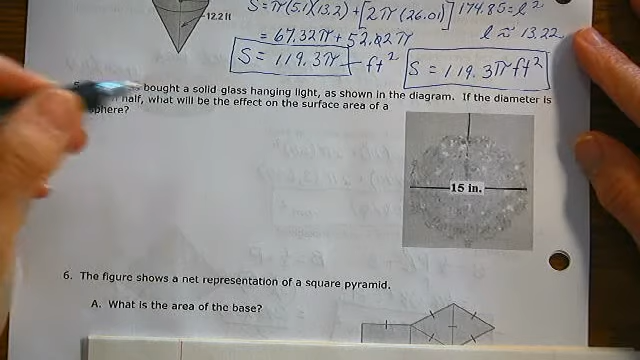 S = π(5.1)(13.2) + [2π(26.01)] 174.85 = l²
12.2 ft
= 67.32π + 52.02π l ≈ 13.22
S = 119.3π ft²
S = 119.3π ft²
bought a solid glass hanging light, as shown in the diagram. If the diameter is
half, what will be the effect on the surface area of a
sphere?
15 in.
6. The figure shows a net representation of a square pyramid.
A. What is the area of the base?